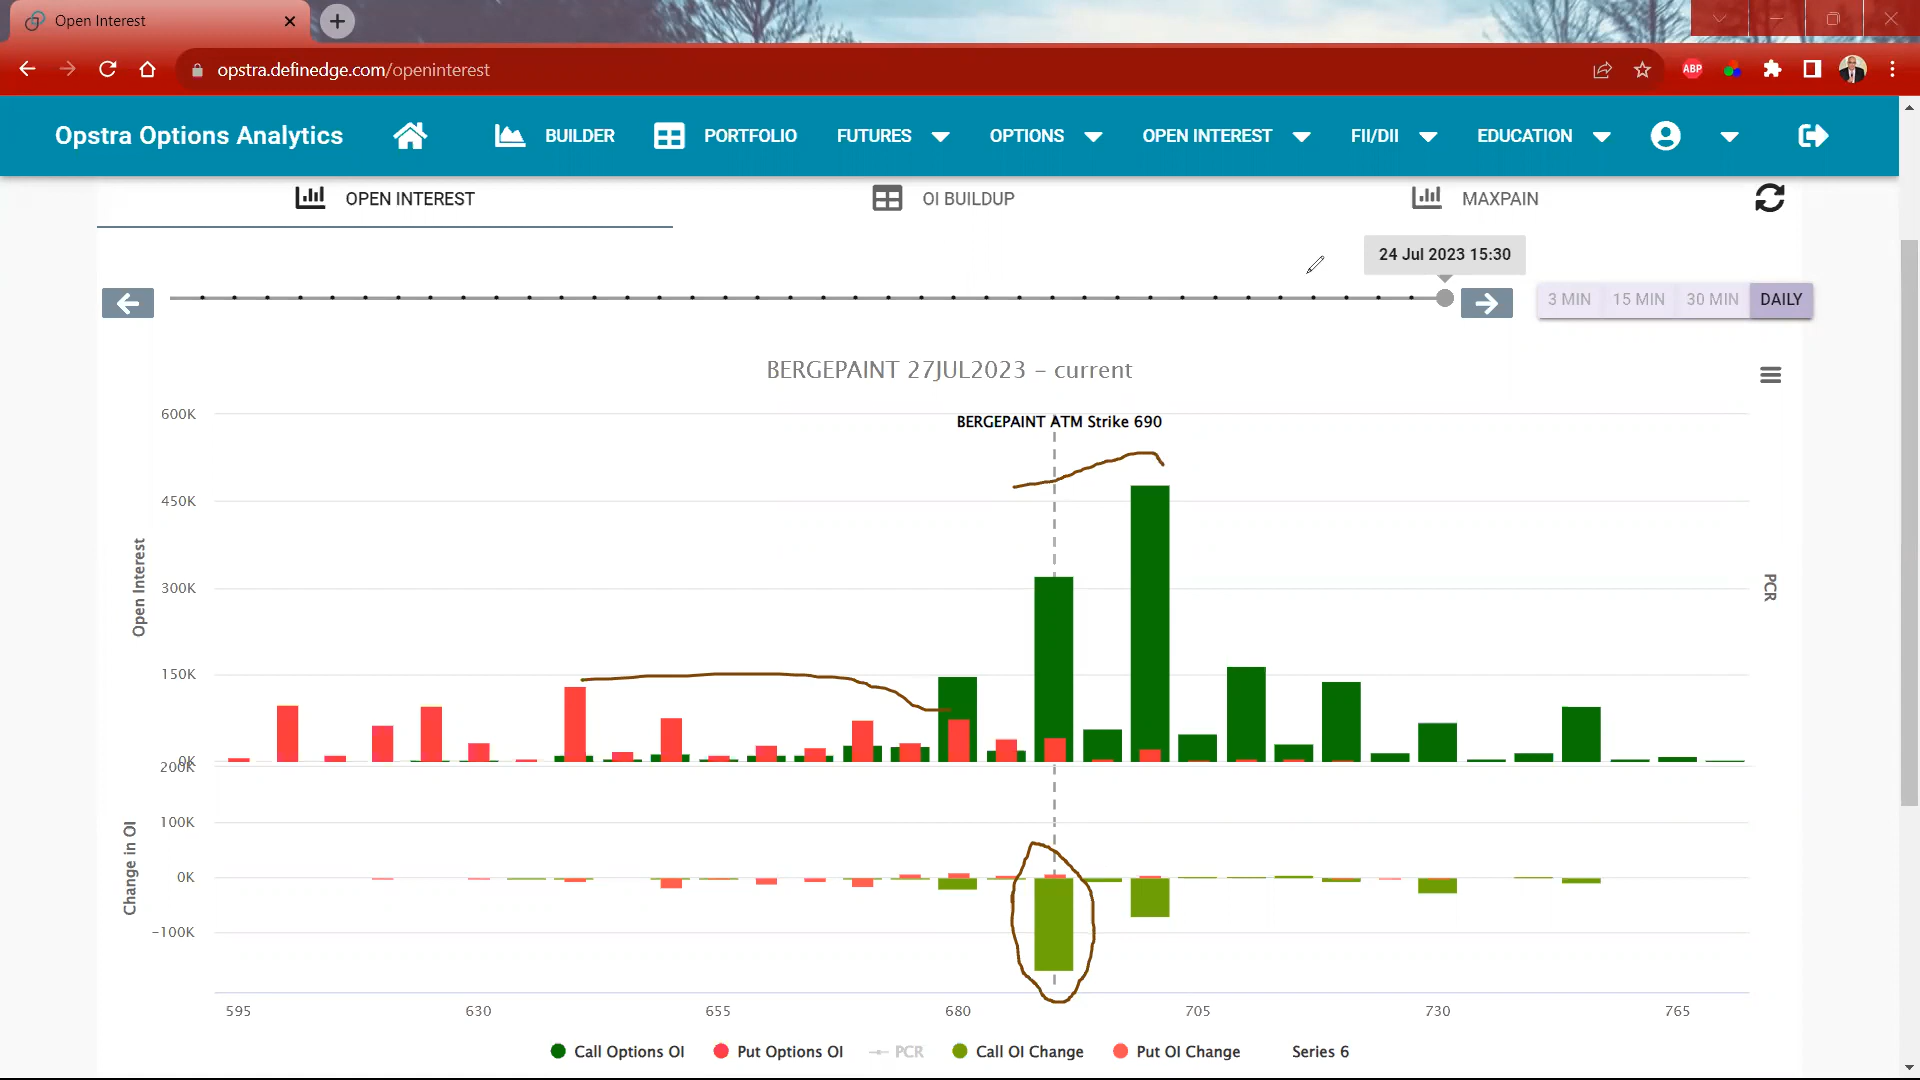 Open Interest
opstra.definedge.com/openinterest
ABP
Opstra Options Analytics
BUILDER
PORTFOLIO
FUTURES
OPTIONS
OPEN INTEREST
FII/DII
EDUCATION
OPEN INTEREST
OI BUILDUP
MAXPAIN
24 Jul 2023 15:30
3 MIN
15 MIN
30 MIN
DAILY
BERGEPAINT 27JUL2023 - current
BERGEPAINT ATM Strike 690
600K
450K
300K
150K
0K
Open Interest
PCR
200K
100K
0K
-100K
Change in OI
595
630
655
680
705
730
765
Call Options OI
Put Options OI
PCR
Call OI Change
Put OI Change
Series 6